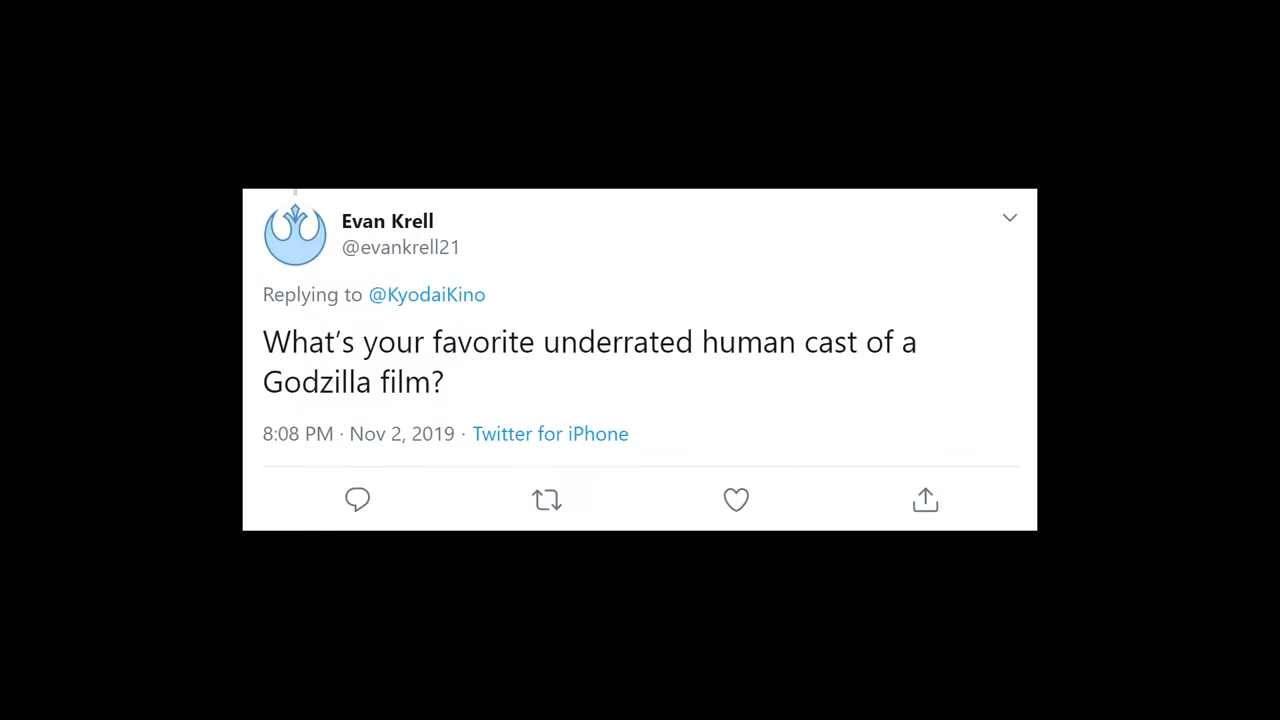 Evan Krell
@evankrell21
Replying to @KyodaiKino
What's your favorite underrated human cast of a
Godzilla film?
8:08 PM · Nov 2, 2019 · Twitter for iPhone